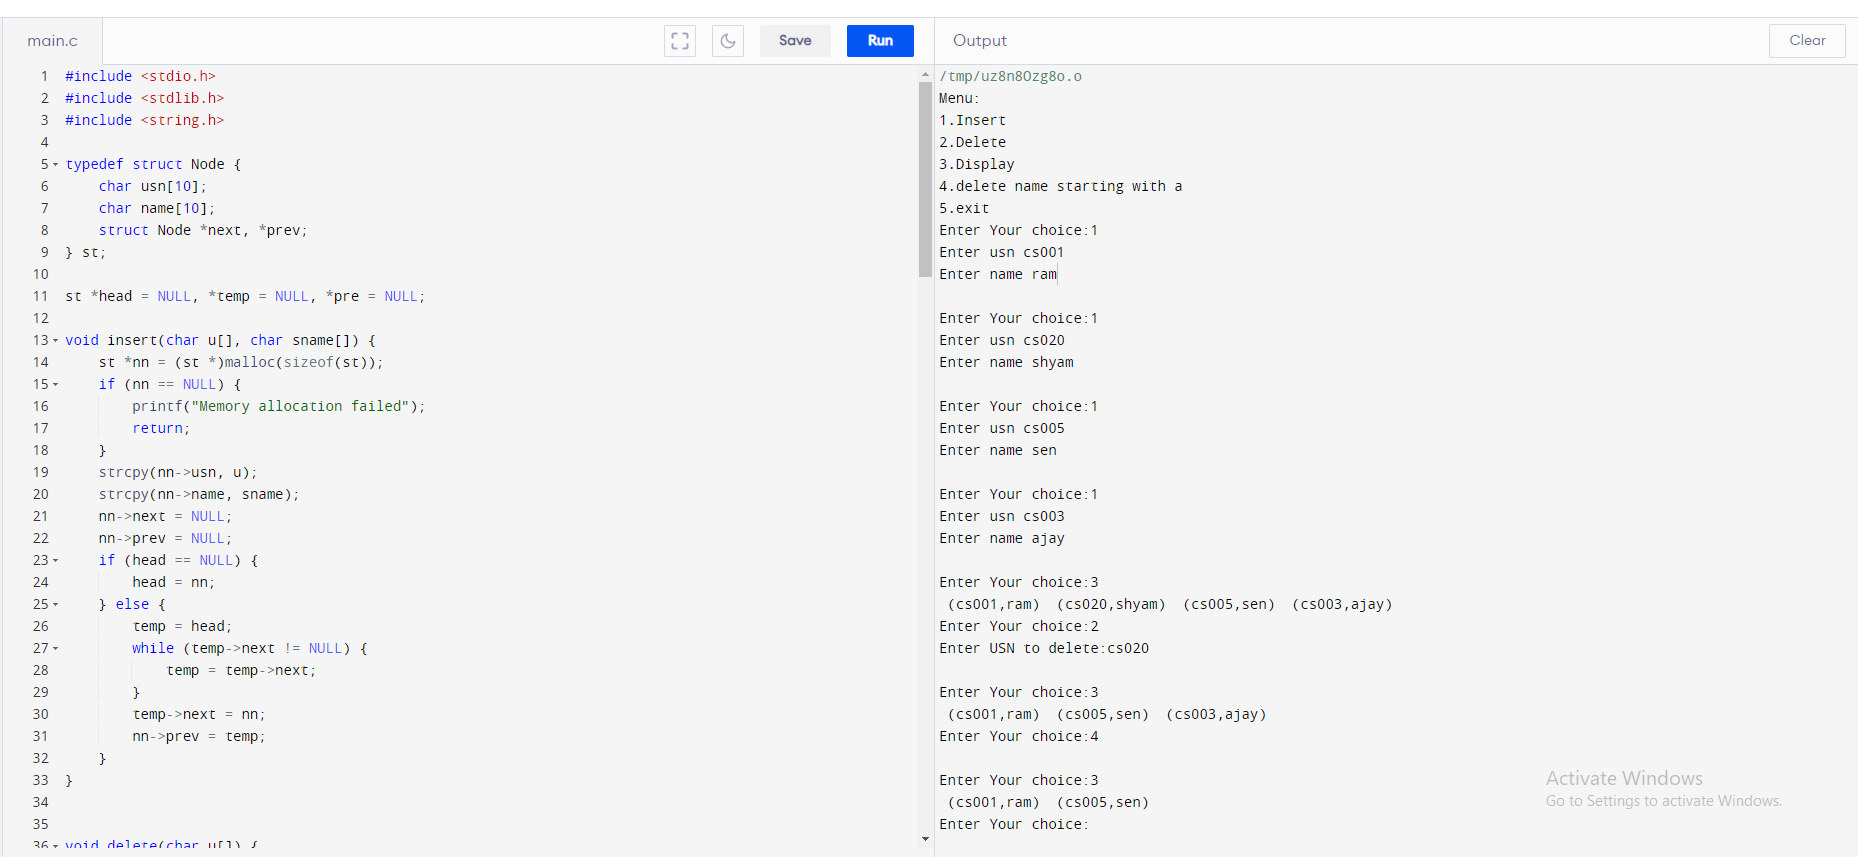 main.c
Save
Run
1 #include <stdio.h>
2 #include <stdlib.h>
3 #include <string.h>
4
5 typedef struct Node {
6     char usn[10];
7     char name[10];
8     struct Node *next, *prev;
9 } st;
10
11 st *head = NULL, *temp = NULL, *pre = NULL;
12
13 void insert(char u[], char sname[]) {
14     st *nn = (st *)malloc(sizeof(st));
15     if (nn == NULL) {
16         printf("Memory allocation failed");
17         return;
18     }
19     strcpy(nn->usn, u);
20     strcpy(nn->name, sname);
21     nn->next = NULL;
22     nn->prev = NULL;
23     if (head == NULL) {
24         head = nn;
25     } else {
26         temp = head;
27         while (temp->next != NULL) {
28             temp = temp->next;
29         }
30         temp->next = nn;
31         nn->prev = temp;
32     }
33 }
34
35
36 void delete(char u[]) {
Output
Clear
/tmp/uz8n8Ozg8o.o
Menu:
1.Insert
2.Delete
3.Display
4.delete name starting with a
5.exit
Enter Your choice:1
Enter usn cs001
Enter name ram
Enter Your choice:1
Enter usn cs020
Enter name shyam
Enter Your choice:1
Enter usn cs005
Enter name sen
Enter Your choice:1
Enter usn cs003
Enter name ajay
Enter Your choice:3
(cs001,ram)  (cs020,shyam)  (cs005,sen)  (cs003,ajay)
Enter Your choice:2
Enter USN to delete:cs020
Enter Your choice:3
(cs001,ram)  (cs005,sen)  (cs003,ajay)
Enter Your choice:4
Enter Your choice:3
(cs001,ram)  (cs005,sen)
Enter Your choice:
Activate Windows
Go to Settings to activate Windows.